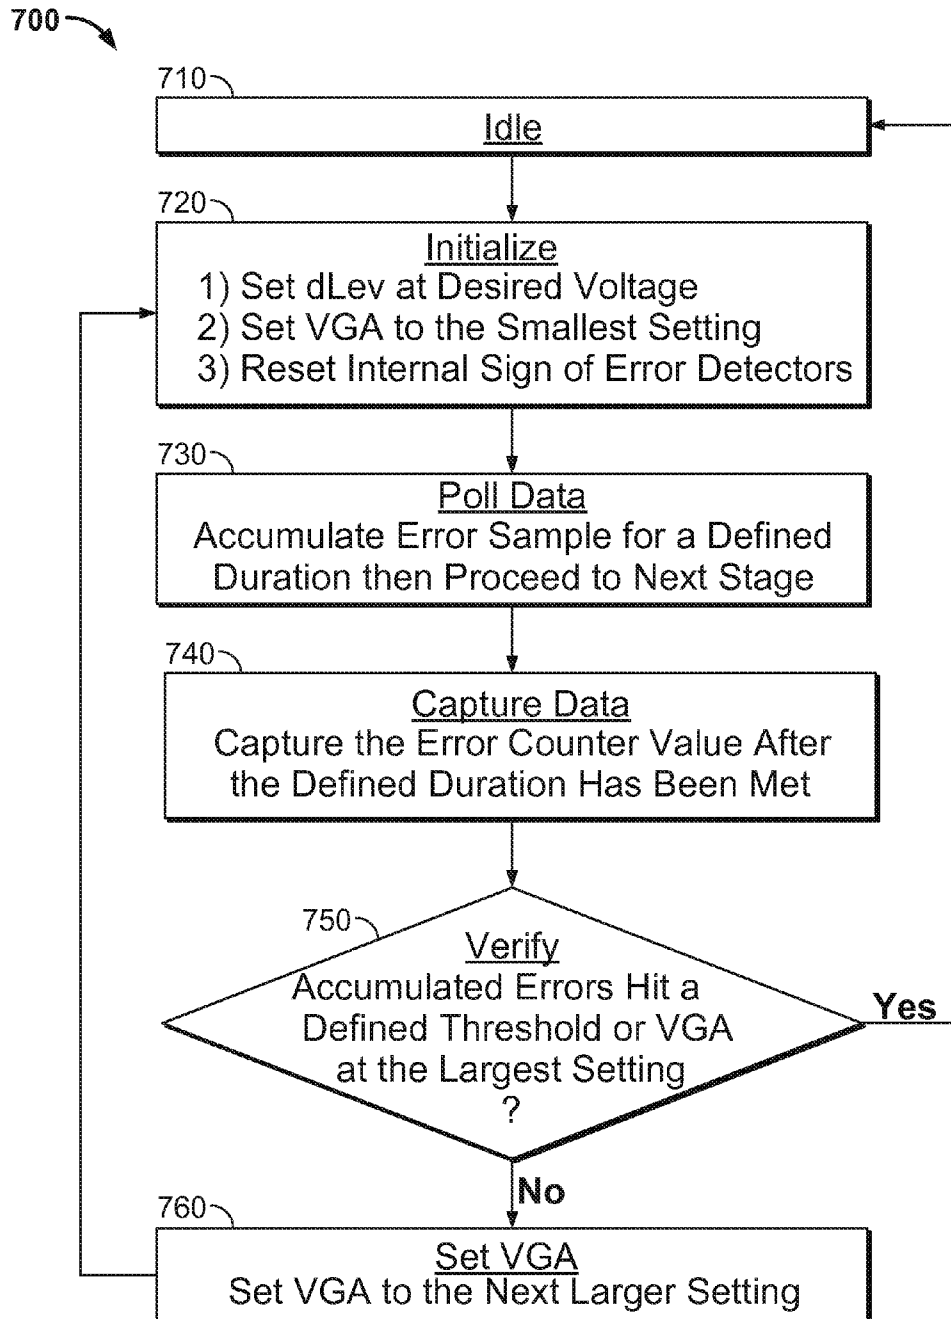 700
710
Idle
720
Initialize
1) Set dLev at Desired Voltage
2) Set VGA to the Smallest Setting
3) Reset Internal Sign of Error Detectors
730
Poll Data
Accumulate Error Sample for a Defined
Duration then Proceed to Next Stage
740
Capture Data
Capture the Error Counter Value After
the Defined Duration Has Been Met
750
Verify
Accumulated Errors Hit a
Defined Threshold or VGA
at the Largest Setting
?
Yes
No
760
Set VGA
Set VGA to the Next Larger Setting